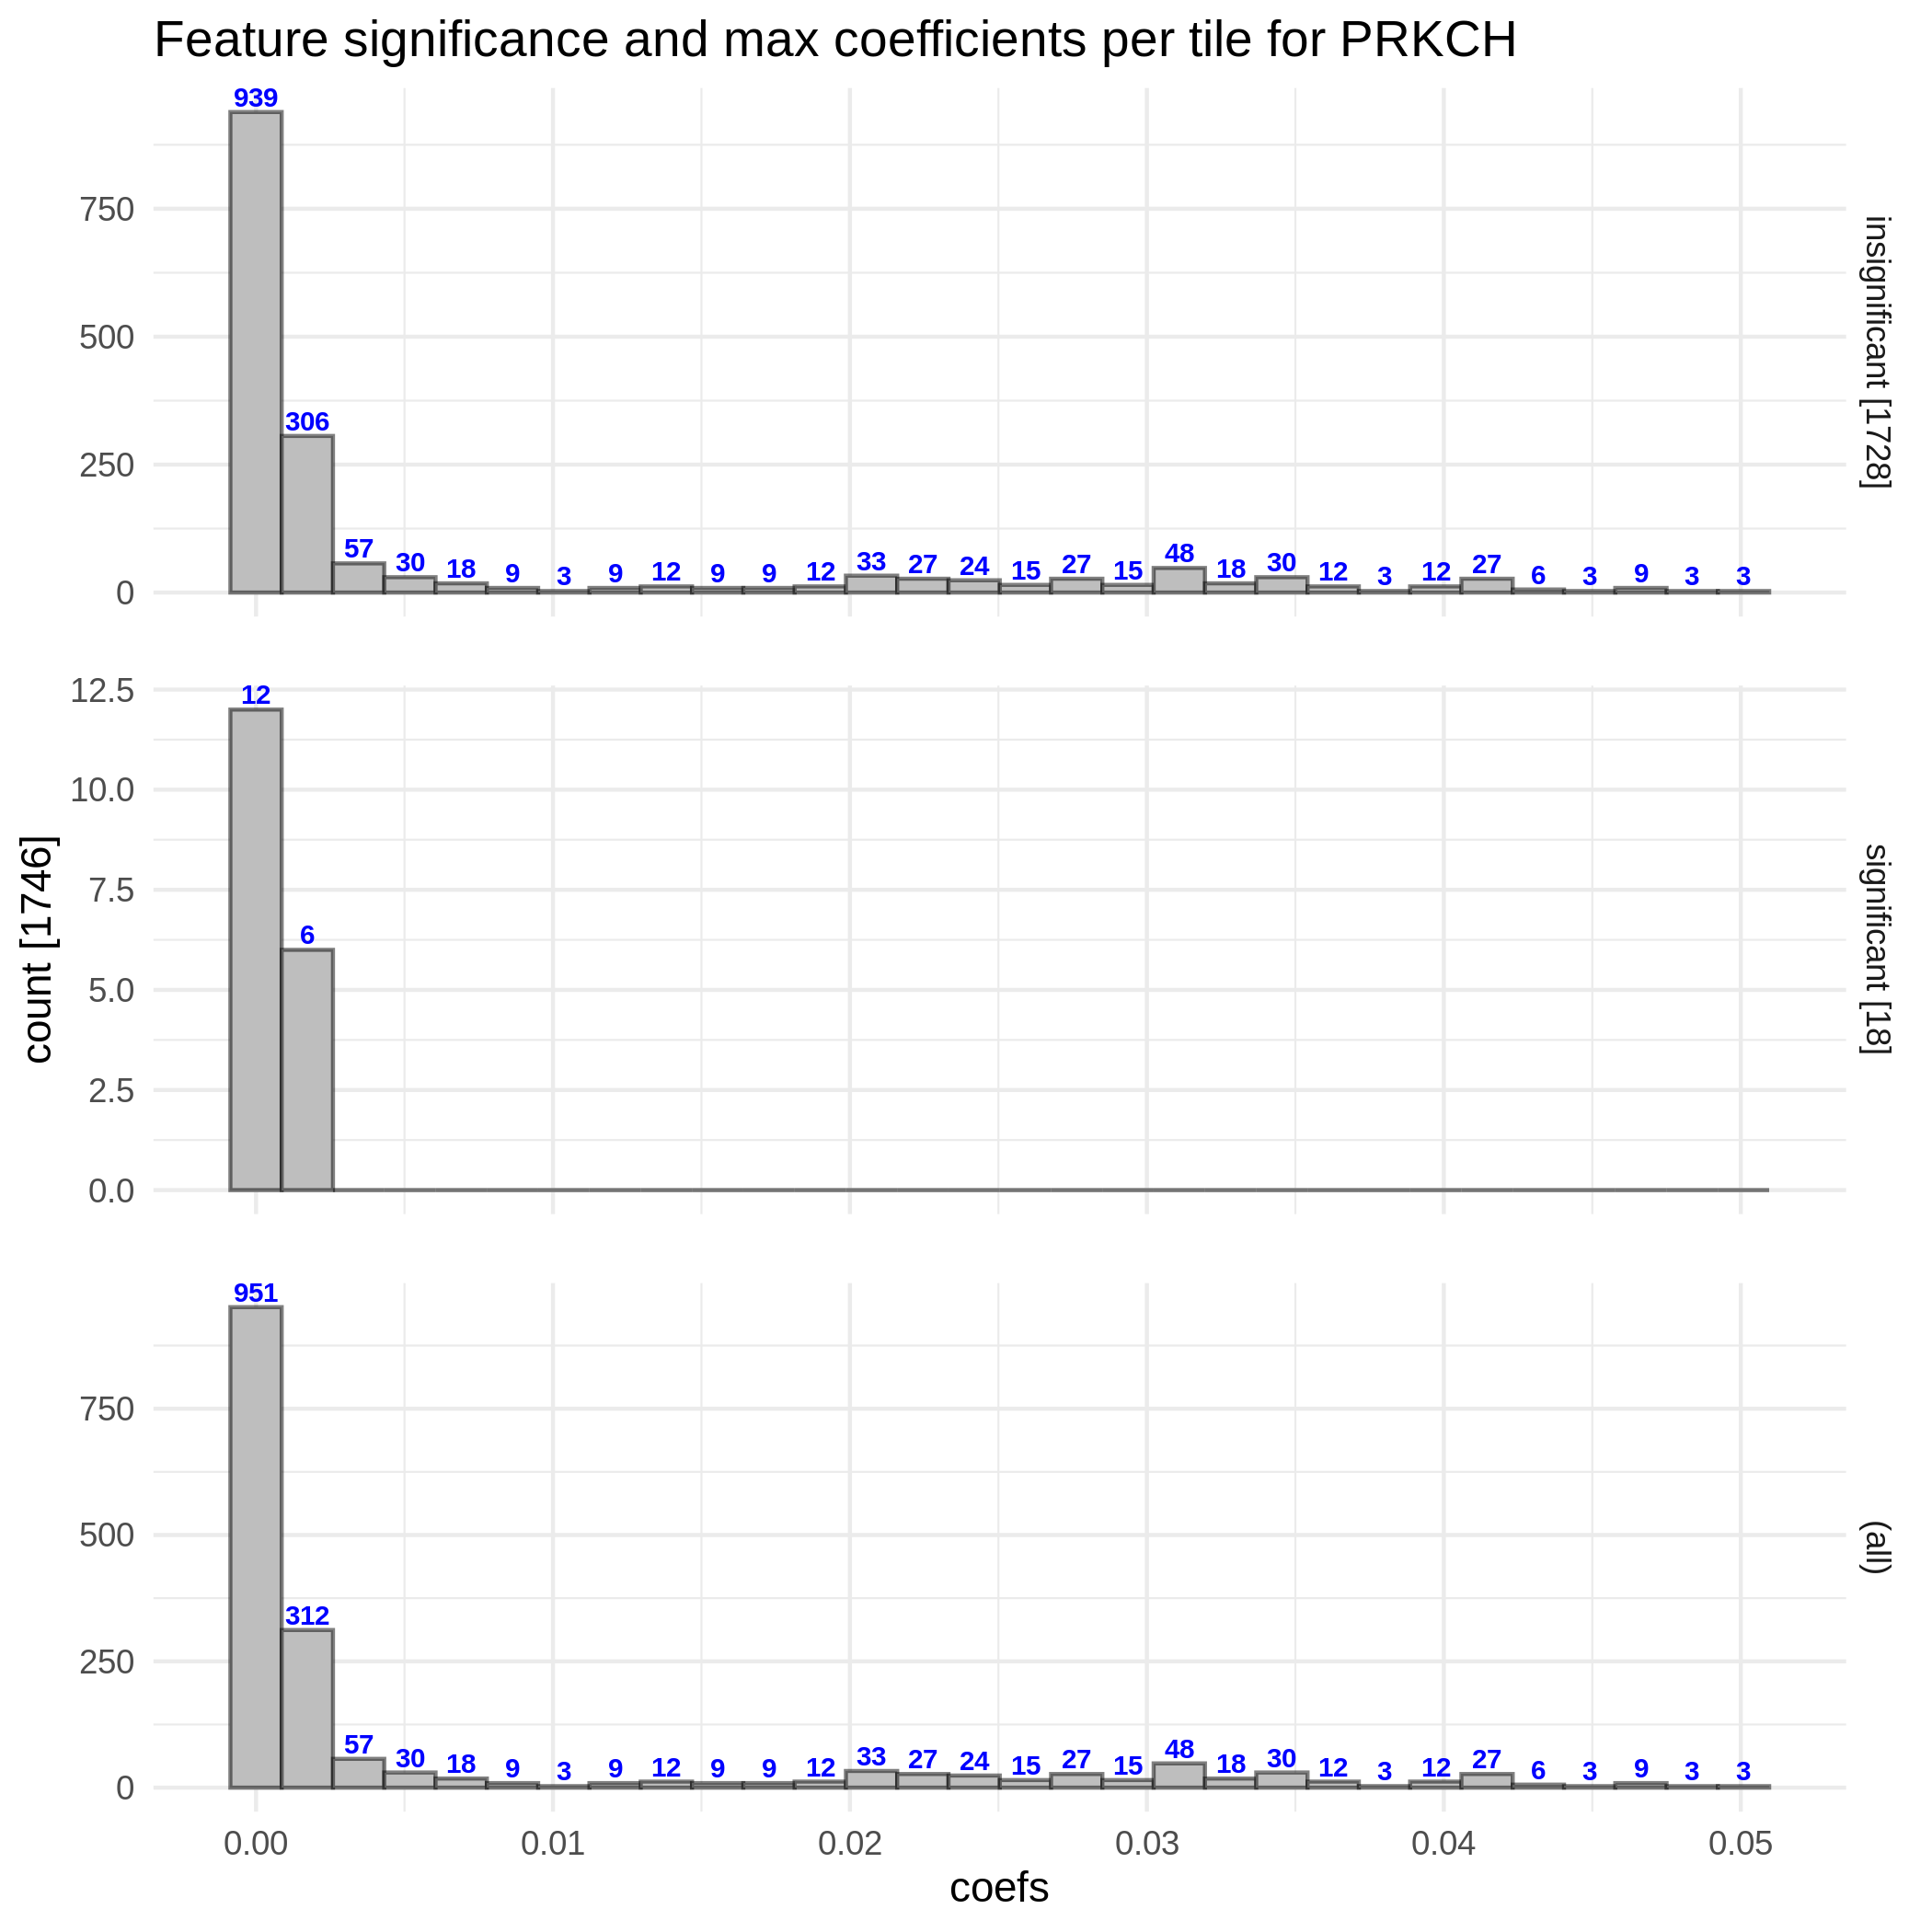 Feature significance and max coefficients per tile for PRKCH
939
750
500
306
250
57 30 18 9 3 9 12 9 9 12 33 27 24 15 27 15 48 18 30 12 3 12 27 6 3 9 3 3
0
insignificant [1728]
12.5
12
10.0
7.5
6
5.0
2.5
0.0
significant [18]
count [1746]
951
750
500
312
250
57 30 18 9 3 9 12 9 9 12 33 27 24 15 27 15 48 18 30 12 3 12 27 6 3 9 3 3
0
(all)
0.00 0.01 0.02 0.03 0.04 0.05
coefs